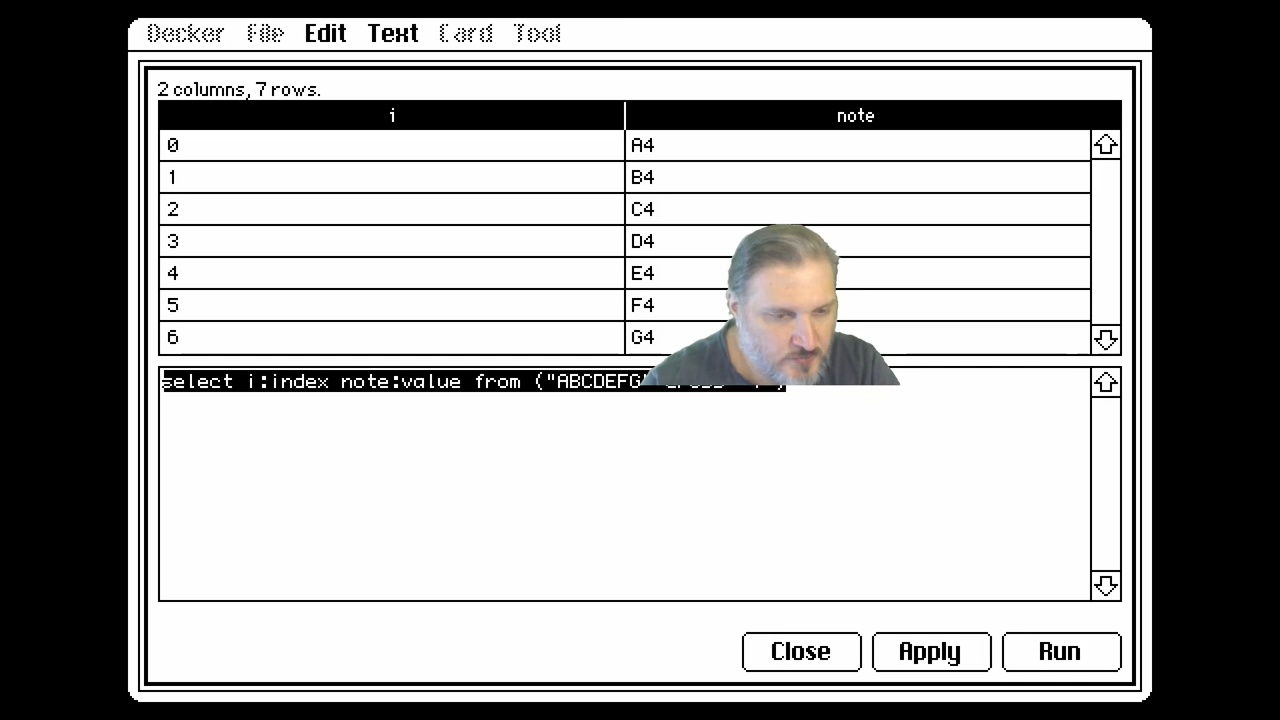 Decker File Edit Text Card Tool
2 columns, 7 rows.
i note
0 A4
1 B4
2 C4
3 D4
4 E4
5 F4
6 G4
select i:index note:value from ("ABCDEFG
Close Apply Run